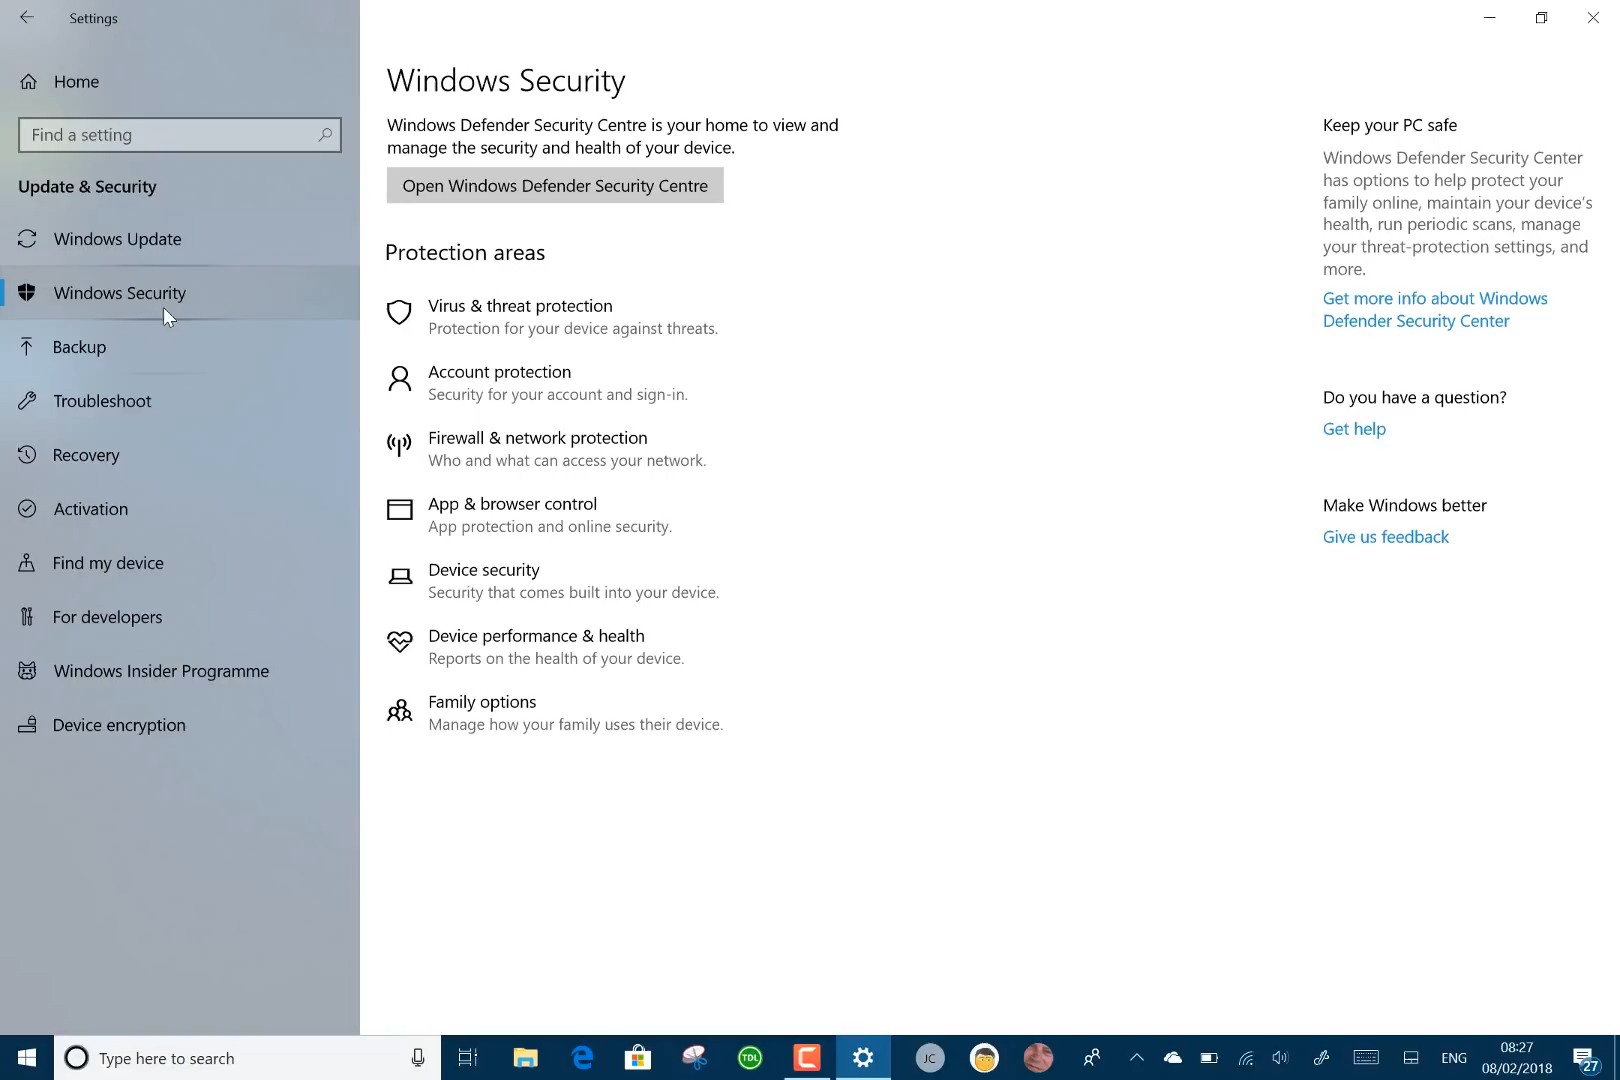 Settings
Home
Find a setting
Update & Security
Windows Update
Windows Security
Backup
Troubleshoot
Recovery
Activation
Find my device
For developers
Windows Insider Programme
Device encryption
Windows Security
Windows Defender Security Centre is your home to view and
manage the security and health of your device.
Open Windows Defender Security Centre
Protection areas
Virus & threat protection
Protection for your device against threats.
Account protection
Security for your account and sign-in.
Firewall & network protection
Who and what can access your network.
App & browser control
App protection and online security.
Device security
Security that comes built into your device.
Device performance & health
Reports on the health of your device.
Family options
Manage how your family uses their device.
Keep your PC safe
Windows Defender Security Center
has options to help protect your
family online, maintain your device's
health, run periodic scans, manage
your threat-protection settings, and
more.
Get more info about Windows
Defender Security Center
Do you have a question?
Get help
Make Windows better
Give us feedback
Type here to search
TDL
JC
ENG
08:27
08/02/2018
27